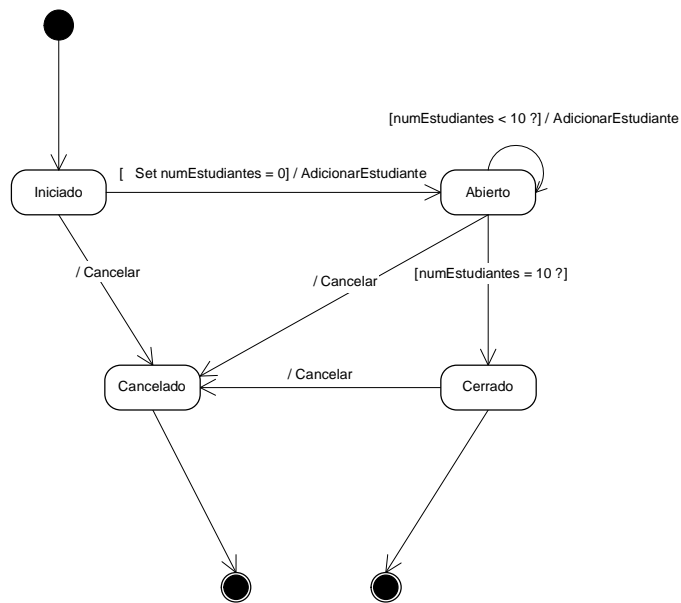 [numEstudiantes < 10 ?] / AdicionarEstudiante
[   Set numEstudiantes = 0] / AdicionarEstudiante
Iniciado
Abierto
/ Cancelar
/ Cancelar
[numEstudiantes = 10 ?]
/ Cancelar
Cancelado
Cerrado